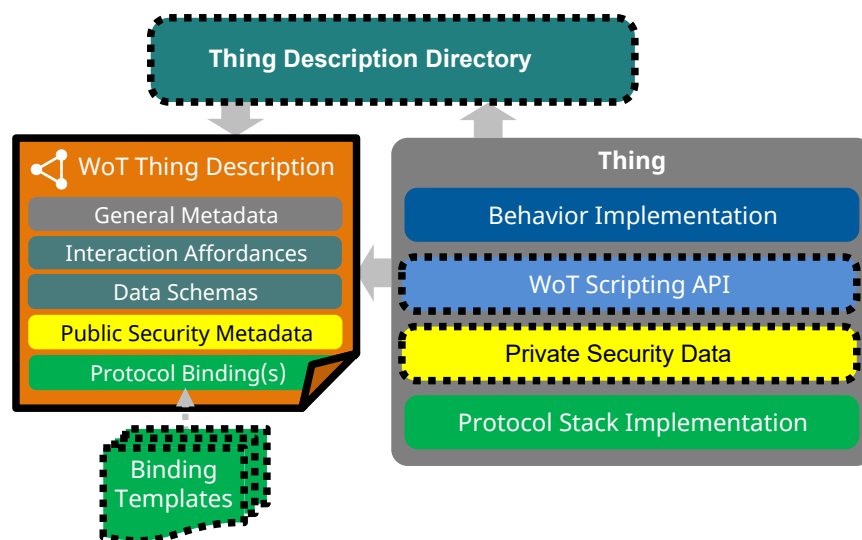 Thing Description Directory
WoT Thing Description
General Metadata
Interaction Affordances
Data Schemas
Public Security Metadata
Protocol Binding(s)
Binding
Templates
Thing
Behavior Implementation
WoT Scripting API
Private Security Data
Protocol Stack Implementation